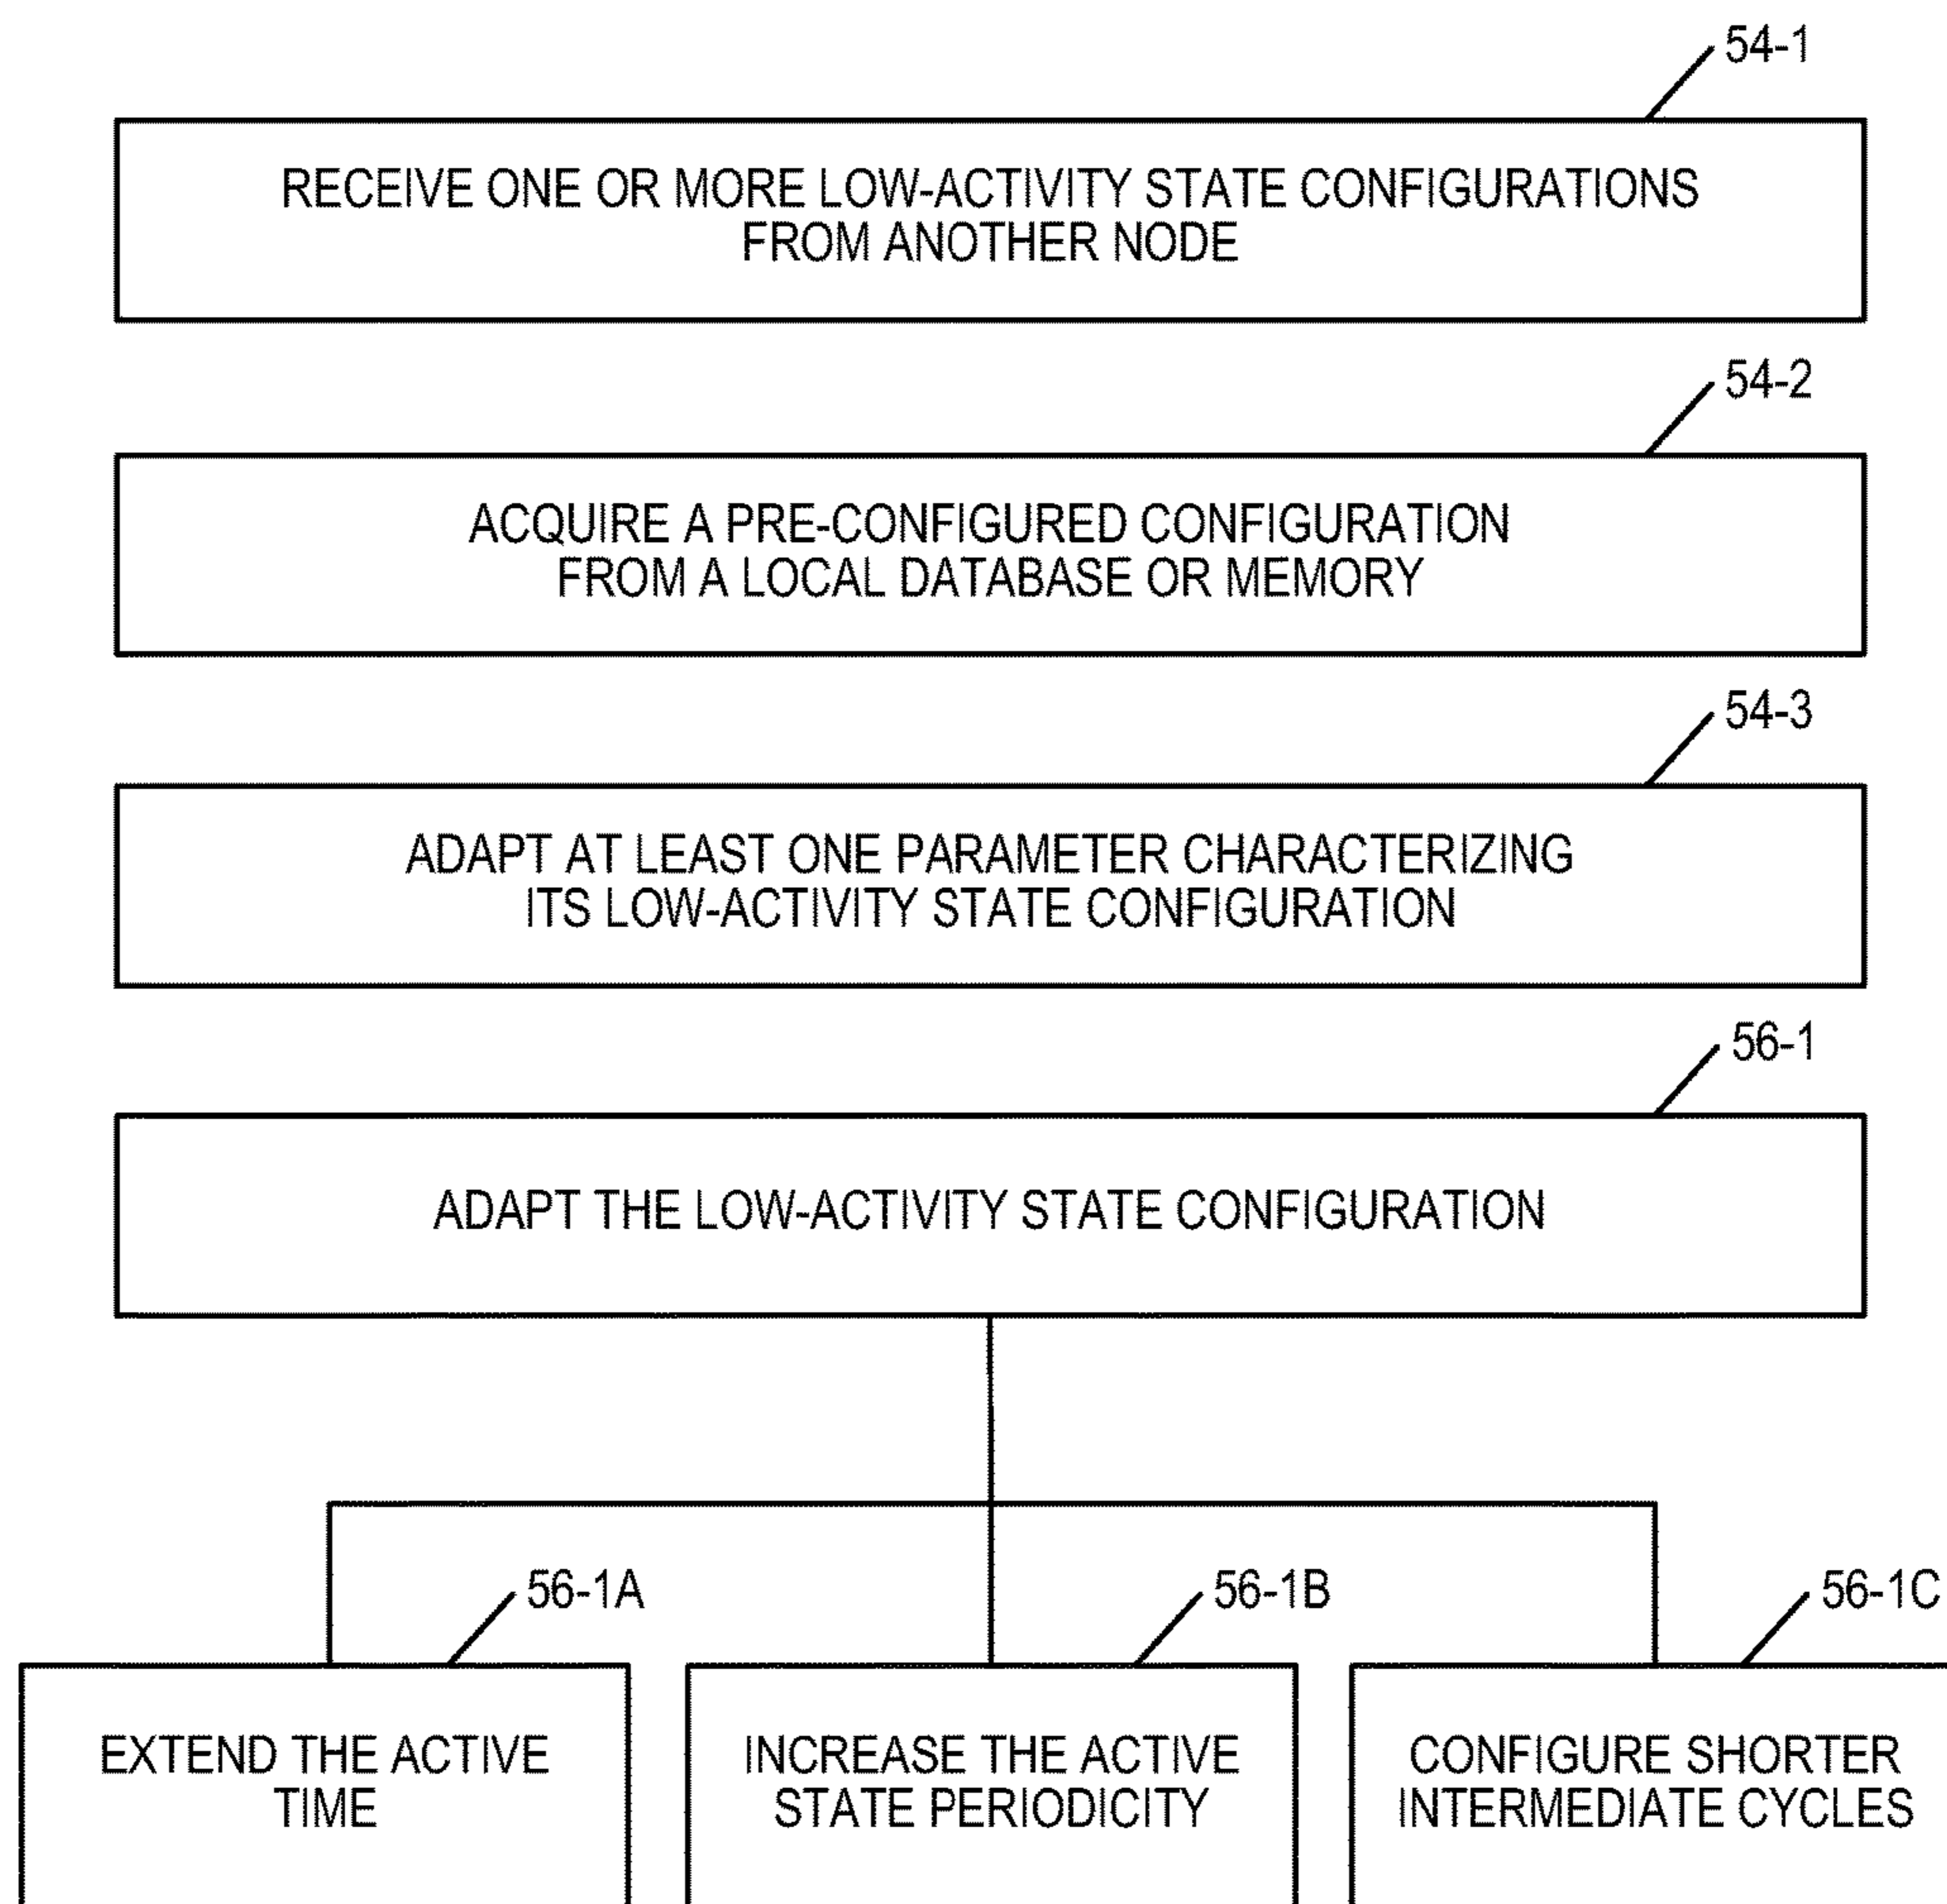 54-1
RECEIVE ONE OR MORE LOW-ACTIVITY STATE CONFIGURATIONS
FROM ANOTHER NODE
54-2
ACQUIRE A PRE-CONFIGURED CONFIGURATION
FROM A LOCAL DATABASE OR MEMORY
54-3
ADAPT AT LEAST ONE PARAMETER CHARACTERIZING
ITS LOW-ACTIVITY STATE CONFIGURATION
56-1
ADAPT THE LOW-ACTIVITY STATE CONFIGURATION
56-1A
EXTEND THE ACTIVE
TIME
56-1B
INCREASE THE ACTIVE
STATE PERIODICITY
56-1C
CONFIGURE SHORTER
INTERMEDIATE CYCLES